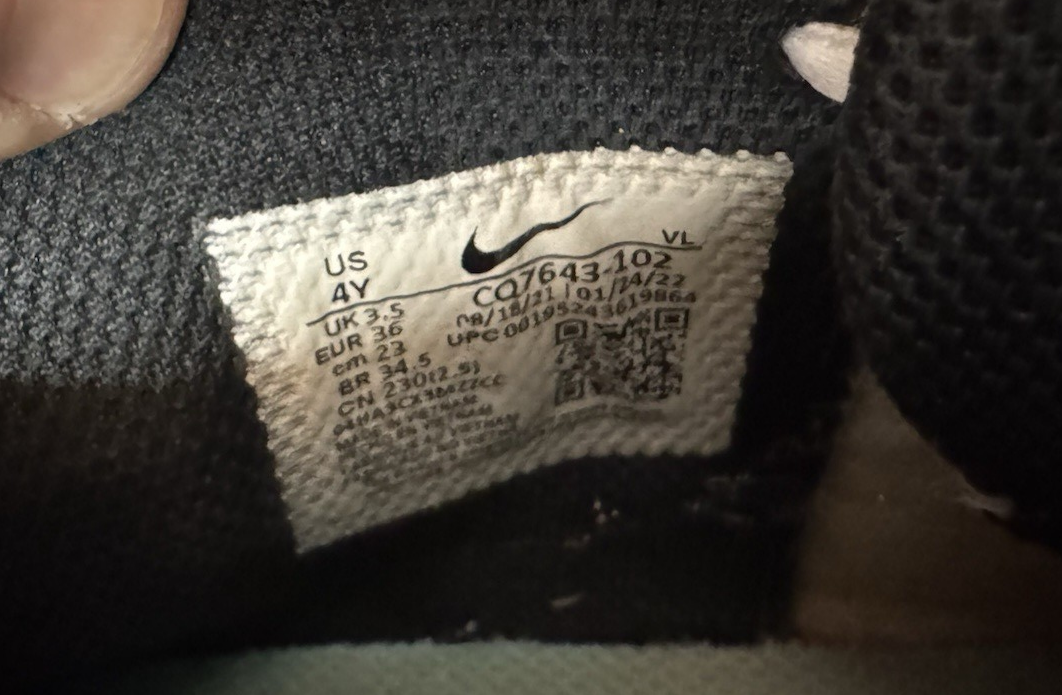 US
4Y
UK 3.5
EUR 36
cm 23
BR 34.5
CN 230(2.5)
VL
CQ7643-102
08/18/21 | 01/24/22
UPC 00195243619864